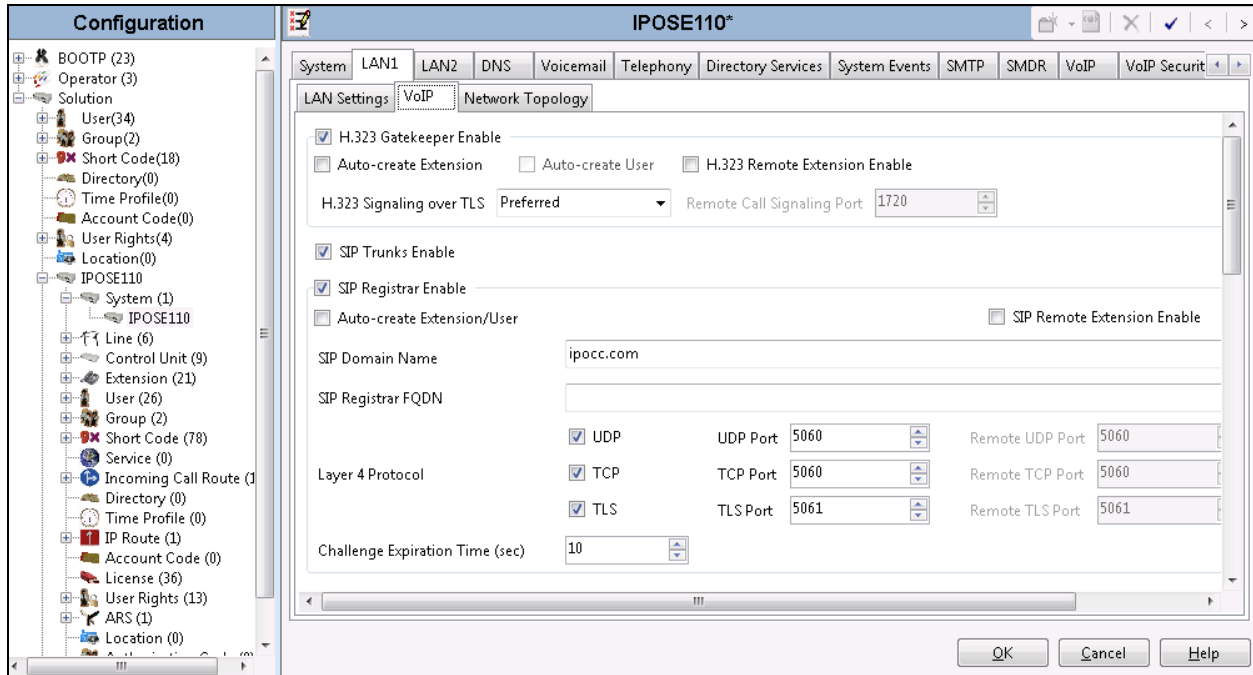 Configuration
BOOTP (23)
Operator (3)
Solution
User(34)
Group(2)
Short Code(18)
Directory(0)
Time Profile(0)
Account Code(0)
User Rights(4)
Location(0)
IPOSE110
System (1)
IPOSE110
Line (6)
Control Unit (9)
Extension (21)
User (26)
Group (2)
Short Code (78)
Service (0)
Incoming Call Route (1
Directory (0)
Time Profile (0)
IP Route (1)
Account Code (0)
License (36)
User Rights (13)
ARS (1)
Location (0)
IPOSE110*
System LAN1 LAN2 DNS Voicemail Telephony Directory Services System Events SMTP SMDR VoIP VoIP Securit
LAN Settings VoIP Network Topology
H.323 Gatekeeper Enable
Auto-create Extension Auto-create User H.323 Remote Extension Enable
H.323 Signaling over TLS Preferred Remote Call Signaling Port 1720
SIP Trunks Enable
SIP Registrar Enable
Auto-create Extension/User SIP Remote Extension Enable
SIP Domain Name ipocc.com
SIP Registrar FQDN
UDP UDP Port 5060 Remote UDP Port 5060
Layer 4 Protocol TCP TCP Port 5060 Remote TCP Port 5060
TLS TLS Port 5061 Remote TLS Port 5061
Challenge Expiration Time (sec) 10
OK Cancel Help